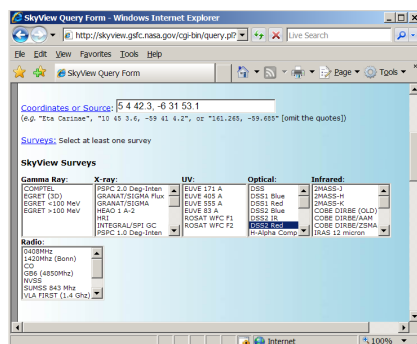 SkyView Query Form - Windows Internet Explorer
http://skyview.gsfc.nasa.gov/cgi-bin/query.pl?
Live Search
File Edit View Favorites Tools Help
SkyView Query Form
Page Tools
Coordinates or Source: 5 4 42.3, -6 31 53.1
(e.g. "Eta Carinae", "10 45 3.6, -59 41 4.2", or "161.265, -59.685" [omit the quotes])
Surveys: Select at least one survey
SkyView Surveys
Gamma Ray: X-ray: UV: Optical: Infrared:
COMPTEL PSPC 2.0 Deg-Inten EUVE 171 A DSS 2MASS-J
EGRET (3D) GRANAT/SIGMA Flux EUVE 405 A DSS1 Blue 2MASS-H
EGRET <100 MeV GRANAT/SIGMA EUVE 555 A DSS1 Red 2MASS-K
EGRET >100 MeV HEAO 1 A-2 EUVE 83 A DSS2 Blue COBE DIRBE (OLD)
HRI ROSAT WFC F1 DSS2 IR COBE DIRBE/AAM
INTEGRAL/SPI GC ROSAT WFC F2 DSS2 Red COBE DIRBE/ZSMA
PSPC 1.0 Deg-Inten H-Alpha Comp IRAS 12 micron
Radio:
0408MHz
1420Mhz (Bonn)
CO
GB6 (4850Mhz)
NVSS
SUMSS 843 Mhz
VLA FIRST (1.4 Ghz)
Internet 100%